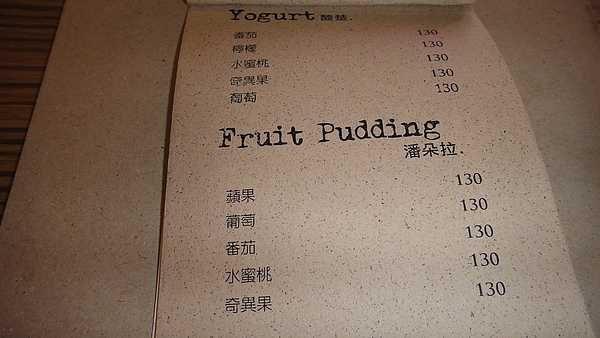 Yogurt 酸楚.
番茄 130
檸檬 130
水蜜桃 130
奇異果 130
葡萄 130
Fruit Pudding
潘朵拉.
蘋果 130
葡萄 130
番茄 130
水蜜桃 130
奇異果 130